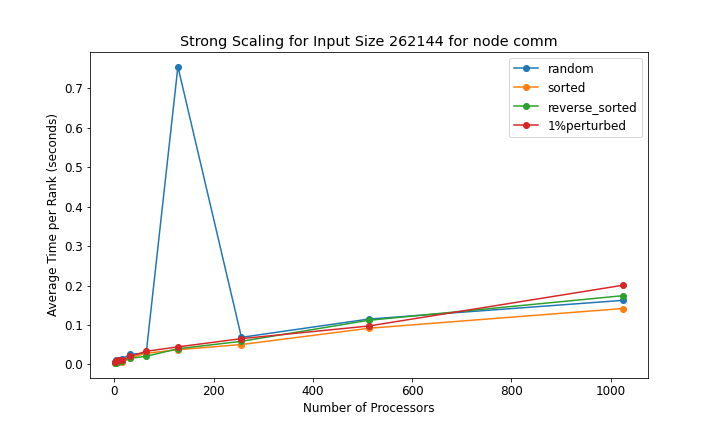 Strong Scaling for Input Size 262144 for node comm
random
sorted
reverse_sorted
1%perturbed
Average Time per Rank (seconds)
0.7
0.6
0.5
0.4
0.3
0.2
0.1
0.0
0 200 400 600 800 1000
Number of Processors